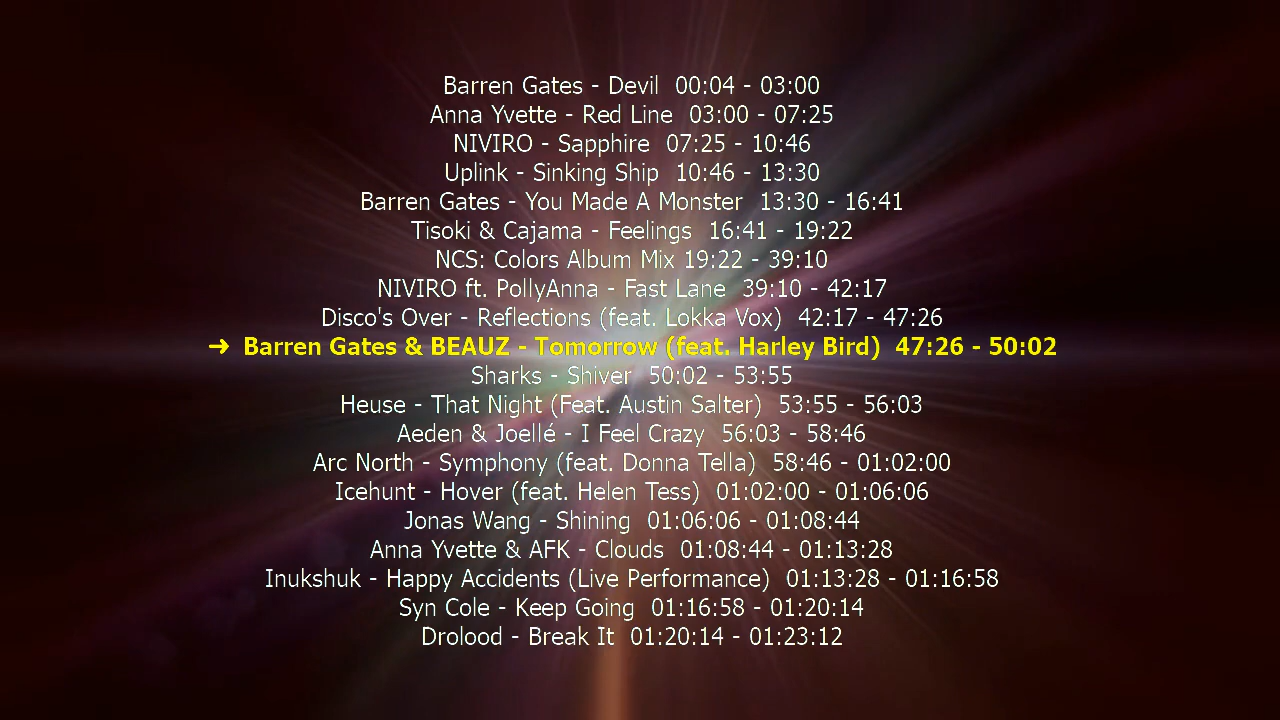 Barren Gates - Devil  00:04 - 03:00
Anna Yvette - Red Line  03:00 - 07:25
NIVIRO - Sapphire  07:25 - 10:46
Uplink - Sinking Ship  10:46 - 13:30
Barren Gates - You Made A Monster  13:30 - 16:41
Tisoki & Cajama - Feelings  16:41 - 19:22
NCS: Colors Album Mix 19:22 - 39:10
NIVIRO ft. PollyAnna - Fast Lane  39:10 - 42:17
Disco's Over - Reflections (feat. Lokka Vox)  42:17 - 47:26
➜ Barren Gates & BEAUZ - Tomorrow (feat. Harley Bird)  47:26 - 50:02
Sharks - Shiver  50:02 - 53:55
Heuse - That Night (Feat. Austin Salter)  53:55 - 56:03
Aeden & Joellé - I Feel Crazy  56:03 - 58:46
Arc North - Symphony (feat. Donna Tella)  58:46 - 01:02:00
Icehunt - Hover (feat. Helen Tess)  01:02:00 - 01:06:06
Jonas Wang - Shining  01:06:06 - 01:08:44
Anna Yvette & AFK - Clouds  01:08:44 - 01:13:28
Inukshuk - Happy Accidents (Live Performance)  01:13:28 - 01:16:58
Syn Cole - Keep Going  01:16:58 - 01:20:14
Drolood - Break It  01:20:14 - 01:23:12